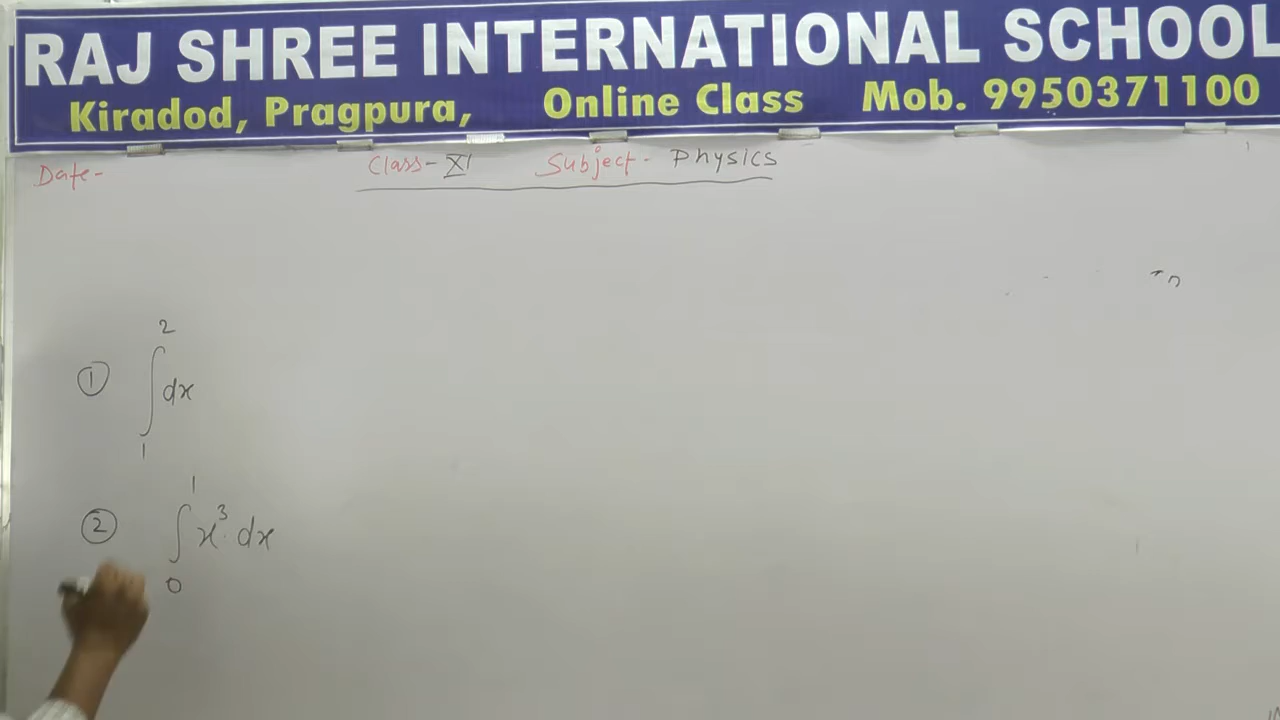 RAJ SHREE INTERNATIONAL SCHOOL
Kiradod, Pragpura, Online Class Mob. 9950371100
Date- Class- XI Subject- Physics
① ∫₁² dx
② ∫₀¹ x³. dx